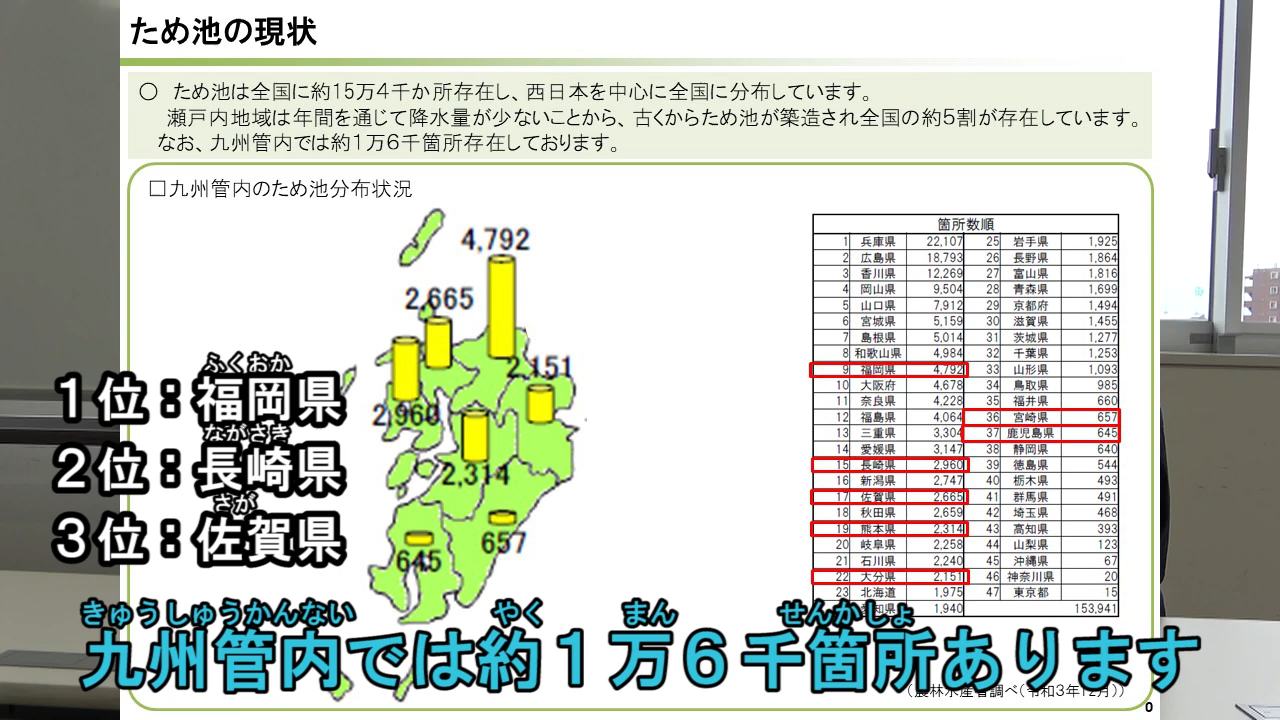 ため池の現状
〇 ため池は全国に約15万4千か所存在し、西日本を中心に全国に分布しています。
瀬戸内地域は年間を通じて降水量が少ないことから、古くからため池が築造され全国の約5割が存在しています。
なお、九州管内では約1万6千箇所存在しております。
□九州管内のため池分布状況
4,792
2,665
2,151
2,960
2,314
657
645
箇所数順
1 兵庫県 22,107 25 岩手県 1,925
2 広島県 18,793 26 長野県 1,864
3 香川県 12,269 27 富山県 1,816
4 岡山県 9,504 28 青森県 1,699
5 山口県 7,912 29 京都府 1,494
6 宮城県 5,159 30 滋賀県 1,455
7 島根県 5,014 31 茨城県 1,277
8 和歌山県 4,984 32 千葉県 1,253
9 福岡県 4,792 33 山形県 1,093
10 大阪府 4,678 34 鳥取県 985
11 奈良県 4,228 35 福井県 660
12 福島県 4,064 36 宮崎県 657
13 三重県 3,304 37 鹿児島県 645
14 愛媛県 3,147 38 静岡県 640
15 長崎県 2,960 39 徳島県 544
16 新潟県 2,747 40 栃木県 493
17 佐賀県 2,665 41 群馬県 491
18 秋田県 2,659 42 埼玉県 468
19 熊本県 2,314 43 高知県 393
20 岐阜県 2,258 44 山梨県 123
21 石川県 2,240 45 沖縄県 67
22 大分県 2,151 46 神奈川県 20
23 北海道 1,975 47 東京都 15
知県 1,940 153,941
ふくおか
1位：福岡県
ながさき
2位：長崎県
さが
3位：佐賀県
きゅうしゅうかんない やく まん せんかしょ
九州管内では約1万6千箇所あります
（農林水産省調べ（令和3年12月））
0